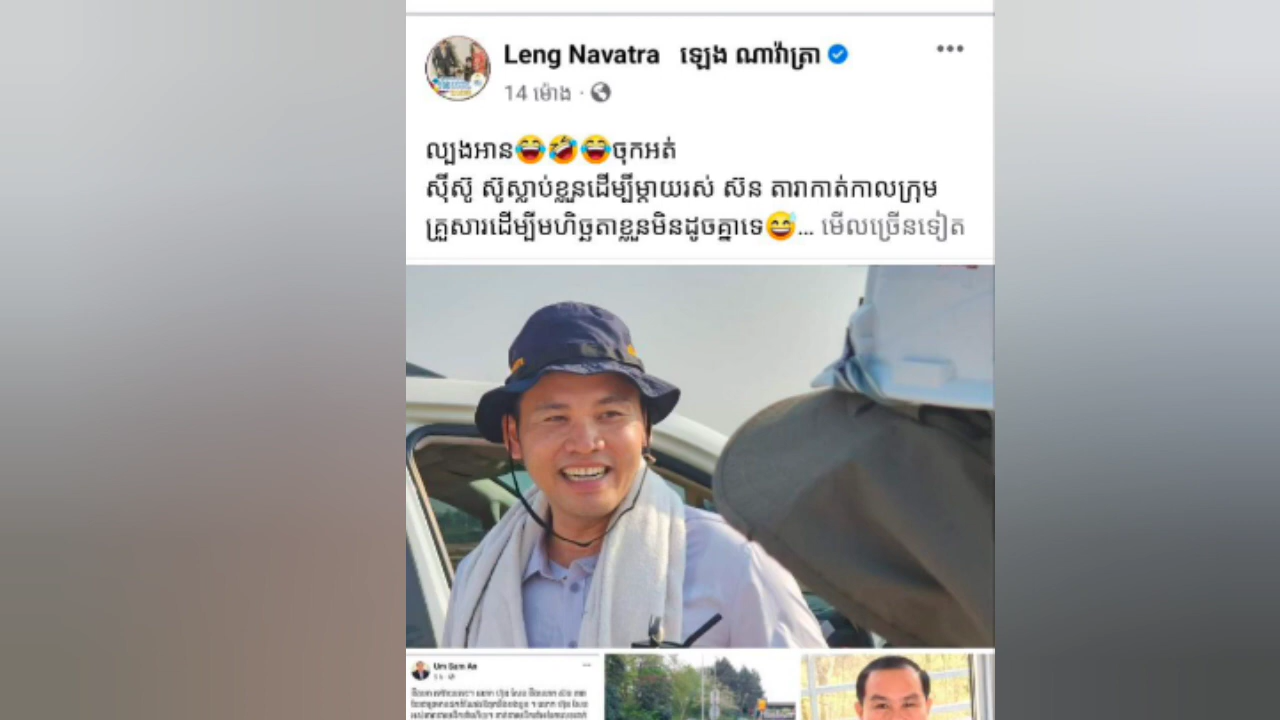 Leng Navatra ឡេង ណាវ៉ាត្រា
14 ម៉ោង ·
ល្បងអាន😂🤣😂ចុកអត់
ស៊ីស៊ូ ស៊ូស្លាប់ខ្លួនដើម្បីម្តាយរស់ ស៊ន តារាកាត់កាលក្រុម
គ្រួសារដើម្បីមហិច្ឆតាខ្លួនមិនដូចគ្នាទេ😅... មើលច្រើនទៀត
Um Sam An